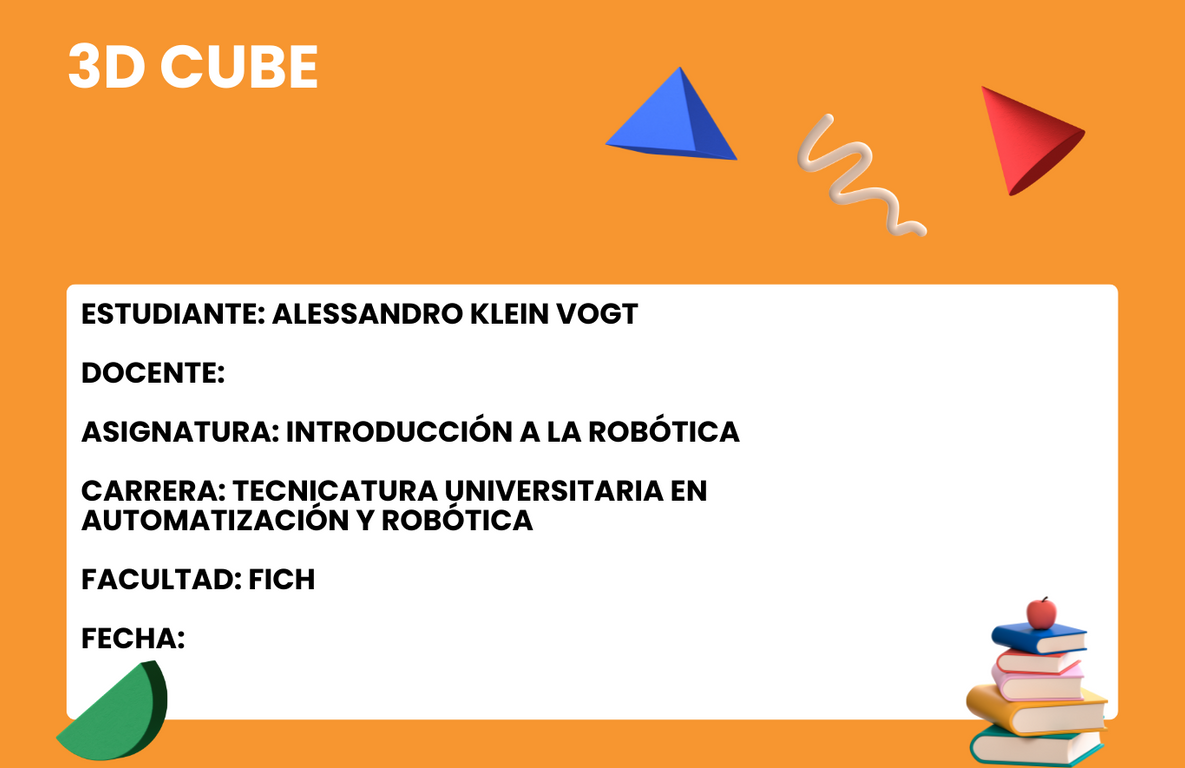 3D CUBE
ESTUDIANTE: ALESSANDRO KLEIN VOGT
DOCENTE:
ASIGNATURA: INTRODUCCIÓN A LA ROBÓTICA
CARRERA: TECNICATURA UNIVERSITARIA EN
AUTOMATIZACIÓN Y ROBÓTICA
FACULTAD: FICH
FECHA: